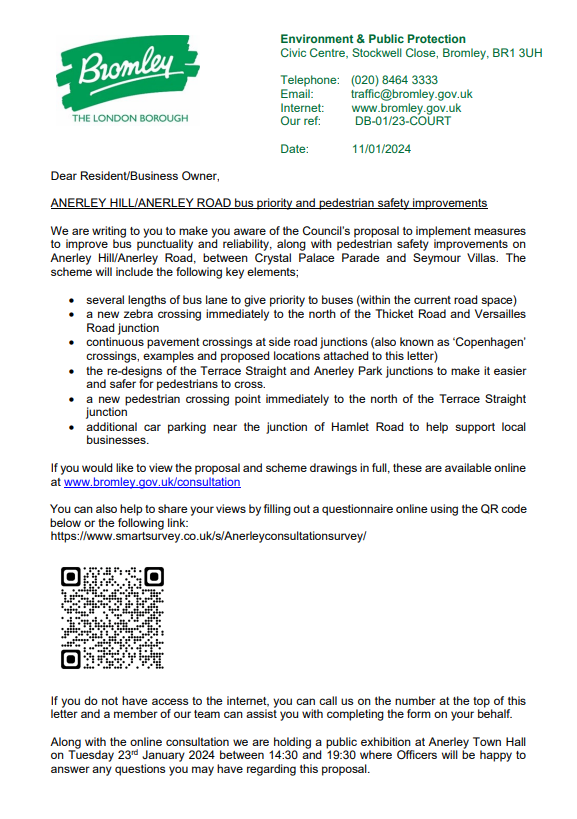 Bromley
THE LONDON BOROUGH
Environment & Public Protection
Civic Centre, Stockwell Close, Bromley, BR1 3UH
Telephone: (020) 8464 3333
Email: traffic@bromley.gov.uk
Internet: www.bromley.gov.uk
Our ref: DB-01/23-COURT
Date: 11/01/2024
Dear Resident/Business Owner,
ANERLEY HILL/ANERLEY ROAD bus priority and pedestrian safety improvements
We are writing to you to make you aware of the Council's proposal to implement measures
to improve bus punctuality and reliability, along with pedestrian safety improvements on
Anerley Hill/Anerley Road, between Crystal Palace Parade and Seymour Villas. The
scheme will include the following key elements;
• several lengths of bus lane to give priority to buses (within the current road space)
• a new zebra crossing immediately to the north of the Thicket Road and Versailles
Road junction
• continuous pavement crossings at side road junctions (also known as 'Copenhagen'
crossings, examples and proposed locations attached to this letter)
• the re-designs of the Terrace Straight and Anerley Park junctions to make it easier
and safer for pedestrians to cross.
• a new pedestrian crossing point immediately to the north of the Terrace Straight
junction
• additional car parking near the junction of Hamlet Road to help support local
businesses.
If you would like to view the proposal and scheme drawings in full, these are available online
at www.bromley.gov.uk/consultation
You can also help to share your views by filling out a questionnaire online using the QR code
below or the following link:
https://www.smartsurvey.co.uk/s/Anerleyconsultationsurvey/
If you do not have access to the internet, you can call us on the number at the top of this
letter and a member of our team can assist you with completing the form on your behalf.
Along with the online consultation we are holding a public exhibition at Anerley Town Hall
on Tuesday 23rd January 2024 between 14:30 and 19:30 where Officers will be happy to
answer any questions you may have regarding this proposal.